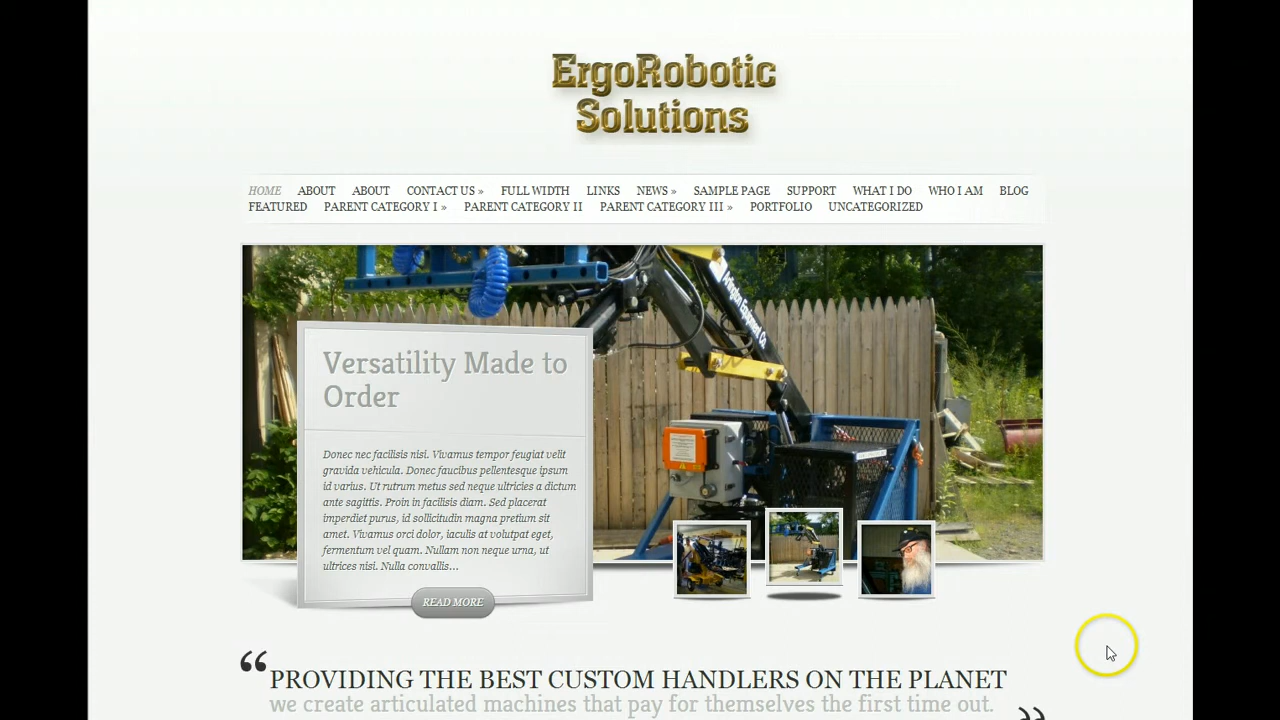 ErgoRobotic
Solutions
HOME ABOUT ABOUT CONTACT US » FULL WIDTH LINKS NEWS » SAMPLE PAGE SUPPORT WHAT I DO WHO I AM BLOG
FEATURED PARENT CATEGORY I » PARENT CATEGORY II PARENT CATEGORY III » PORTFOLIO UNCATEGORIZED
Arlington Equipment Co.
Versatility Made to
Order
Donec nec facilisis nisi. Vivamus tempor feugiat velit
gravida vehicula. Donec faucibus pellentesque ipsum
id varius. Ut rutrum metus sed neque ultricies a dictum
ante sagittis. Proin in facilisis diam. Sed placerat
imperdiet purus, id sollicitudin magna pretium sit
amet. Vivamus orci dolor, iaculis at volutpat eget,
fermentum vel quam. Nullam non neque urna, ut
ultrices nisi. Nulla convallis...
READ MORE
“ PROVIDING THE BEST CUSTOM HANDLERS ON THE PLANET
we create articulated machines that pay for themselves the first time out. ”